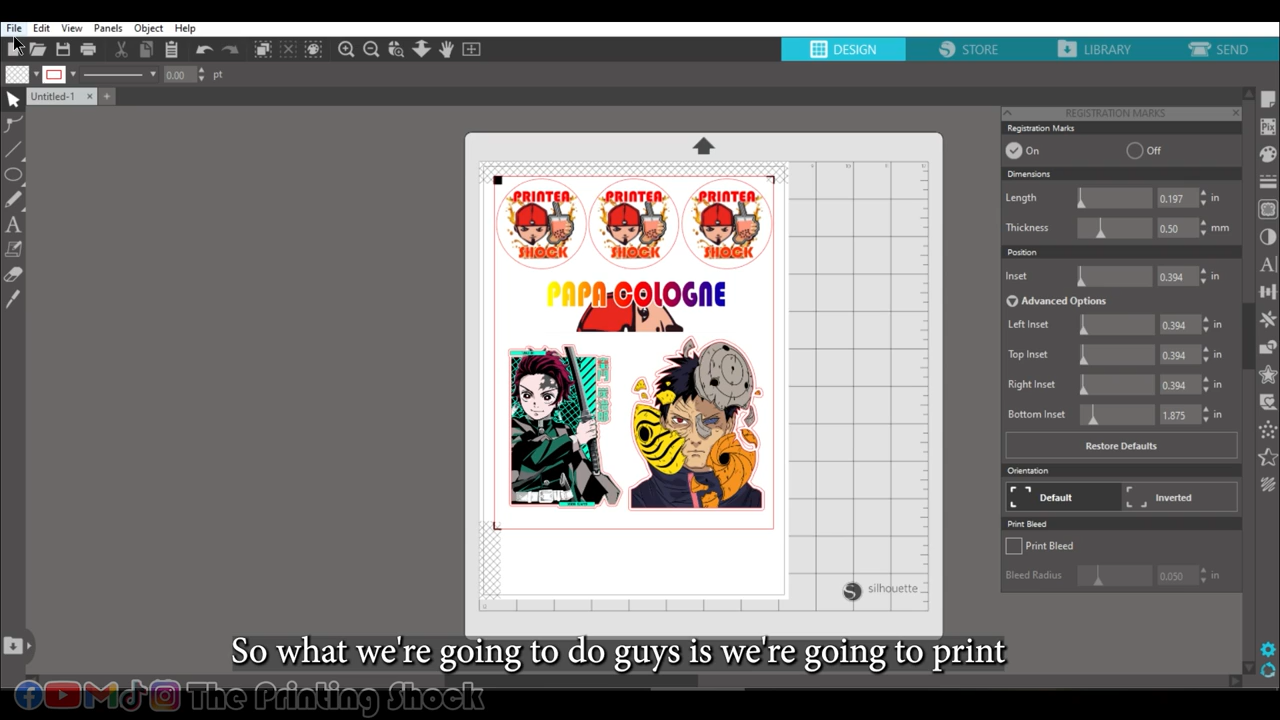 File Edit View Panels Object Help
DESIGN STORE LIBRARY SEND
0.00 pt
Untitled-1 × +
REGISTRATION MARKS
Registration Marks
On Off
Dimensions
Length 0.197 in
Thickness 0.50 mm
Position
Inset 0.394 in
Advanced Options
Left Inset 0.394 in
Top Inset 0.394 in
Right Inset 0.394 in
Bottom Inset 1.875 in
Restore Defaults
Orientation
Default Inverted
Print Bleed
Print Bleed
Bleed Radius 0.050 in
PRINTER PRINTER PRINTER
SHOCK SHOCK SHOCK
PAPA COLOGNE
silhouette
So what we're going to do guys is we're going to print
The Printing Shock